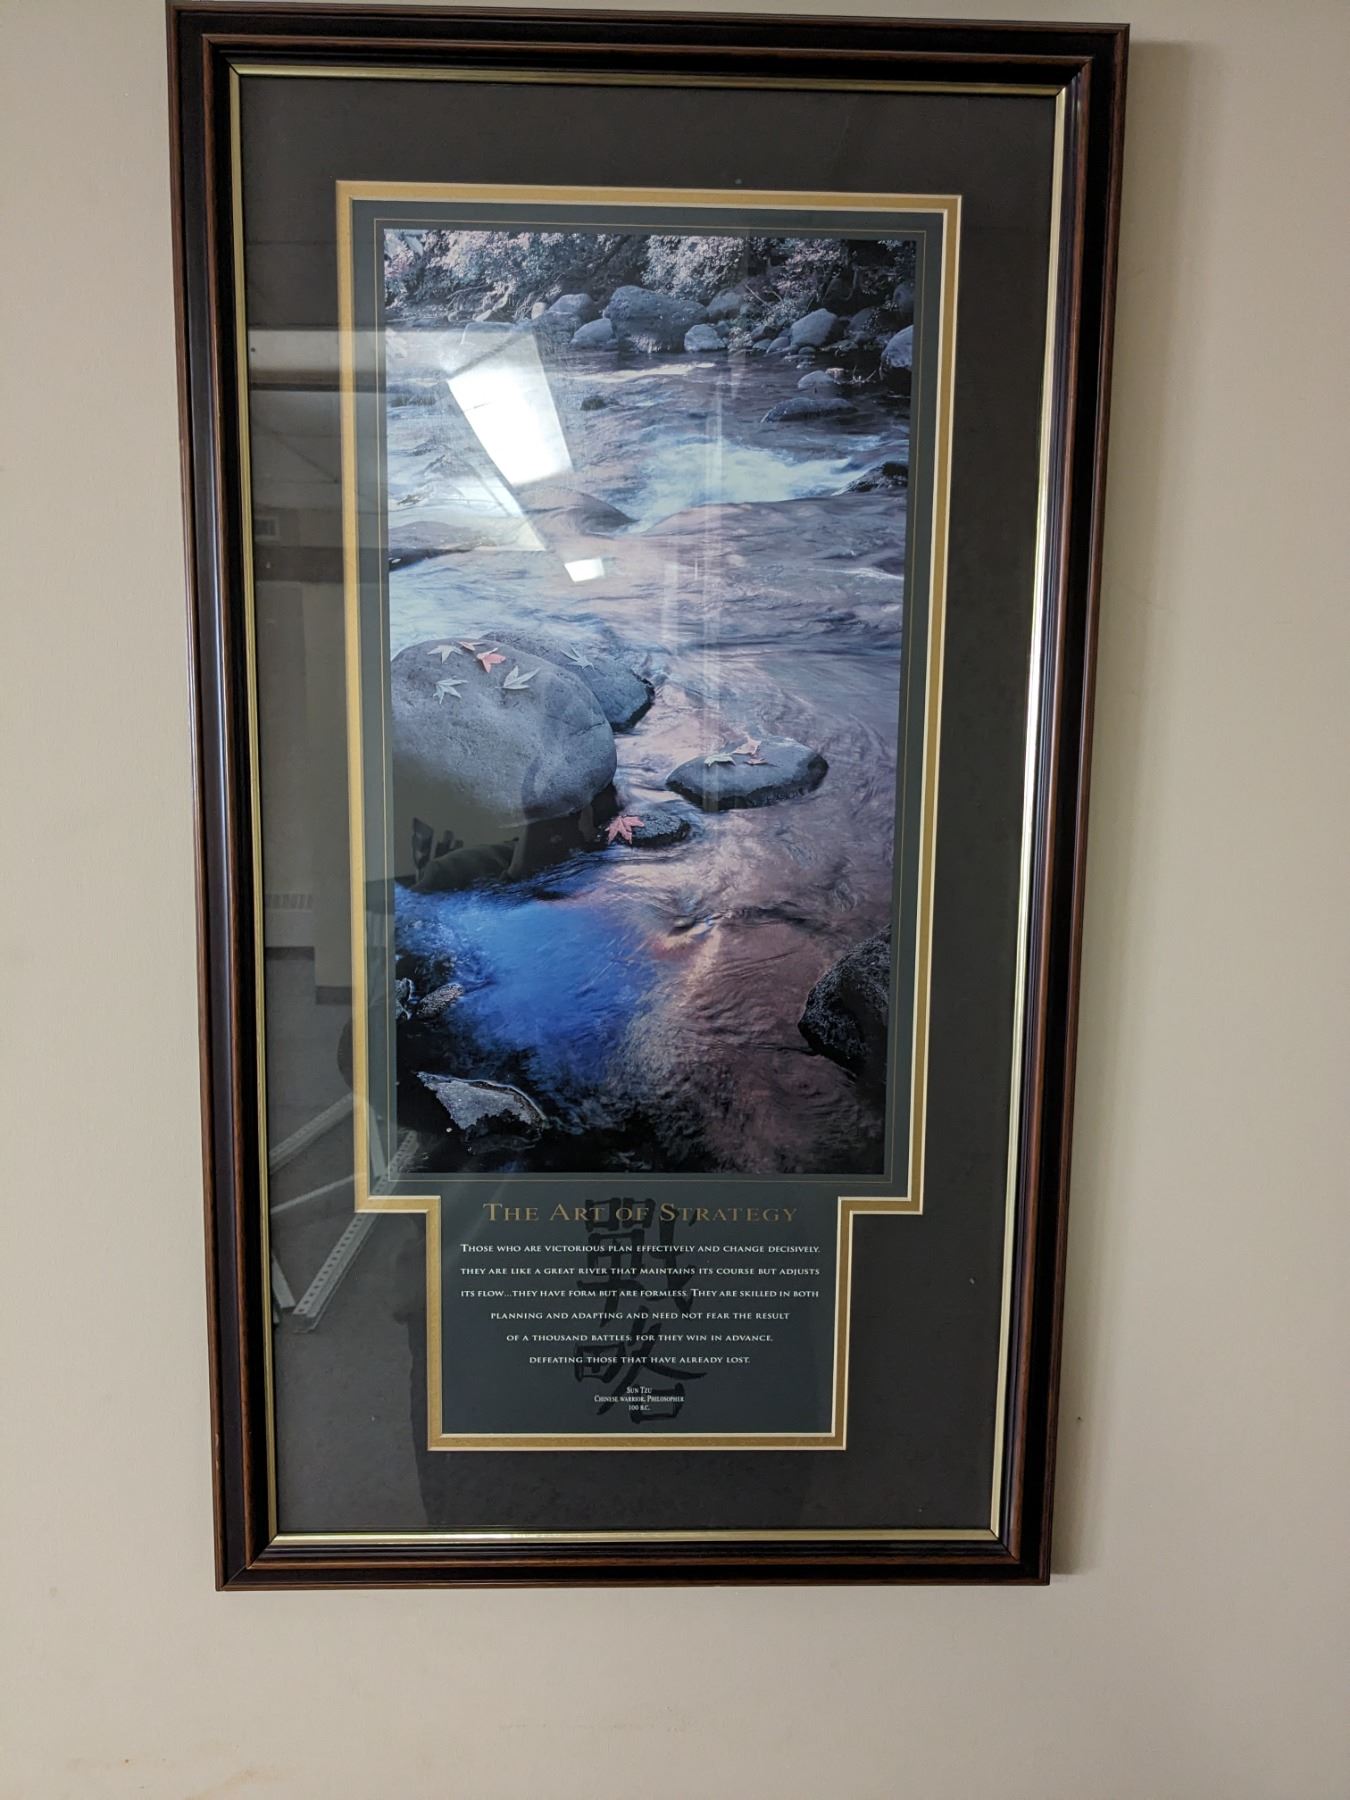 The Art of Strategy
戰略
Those who are victorious plan effectively and change decisively.
they are like a great river that maintains its course but adjusts
its flow...they have form but are formless. They are skilled in both
planning and adapting and need not fear the result
of a thousand battles; for they win in advance,
defeating those that have already lost.
Sun Tzu
Chinese warrior, Philosopher
100 B.C.